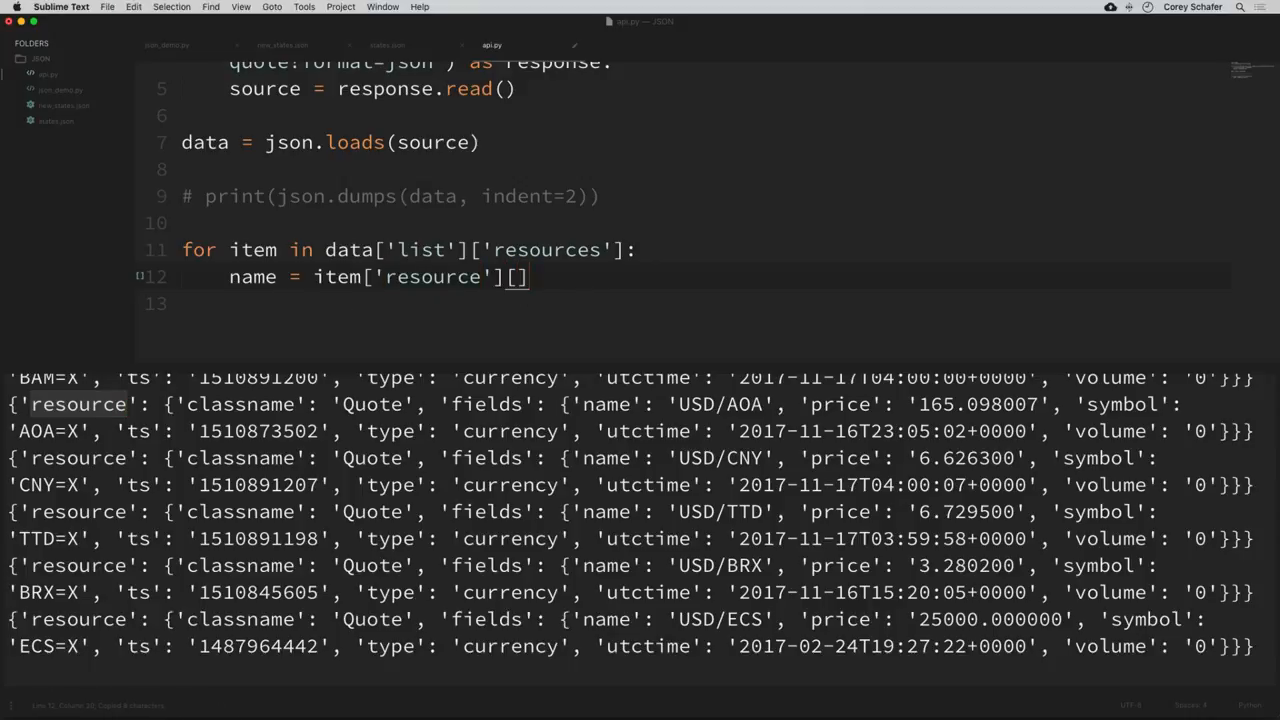 Sublime Text File Edit Selection Find View Goto Tools Project Window Help Corey Schafer
api.py — JSON
FOLDERS
JSON
api.py
json_demo.py
new_states.json
states.json
json_demo.py new_states.json states.json api.py
quote?format=json") as response:
5 source = response.read()
6
7 data = json.loads(source)
8
9 # print(json.dumps(data, indent=2))
10
11 for item in data['list']['resources']:
12 name = item['resource'][]
13
'BAM=X', 'ts': '1510891200', 'type': 'currency', 'utctime': '2017-11-17T04:00:00+0000', 'volume': '0'}}}
{'resource': {'classname': 'Quote', 'fields': {'name': 'USD/AOA', 'price': '165.098007', 'symbol':
'AOA=X', 'ts': '1510873502', 'type': 'currency', 'utctime': '2017-11-16T23:05:02+0000', 'volume': '0'}}}
{'resource': {'classname': 'Quote', 'fields': {'name': 'USD/CNY', 'price': '6.626300', 'symbol':
'CNY=X', 'ts': '1510891207', 'type': 'currency', 'utctime': '2017-11-17T04:00:07+0000', 'volume': '0'}}}
{'resource': {'classname': 'Quote', 'fields': {'name': 'USD/TTD', 'price': '6.729500', 'symbol':
'TTD=X', 'ts': '1510891198', 'type': 'currency', 'utctime': '2017-11-17T03:59:58+0000', 'volume': '0'}}}
{'resource': {'classname': 'Quote', 'fields': {'name': 'USD/BRX', 'price': '3.280200', 'symbol':
'BRX=X', 'ts': '1510845605', 'type': 'currency', 'utctime': '2017-11-16T15:20:05+0000', 'volume': '0'}}}
{'resource': {'classname': 'Quote', 'fields': {'name': 'USD/ECS', 'price': '25000.000000', 'symbol':
'ECS=X', 'ts': '1487964442', 'type': 'currency', 'utctime': '2017-02-24T19:27:22+0000', 'volume': '0'}}}
Line 12, Column 30; Copied 8 characters UTF-8 Spaces: 4 Python